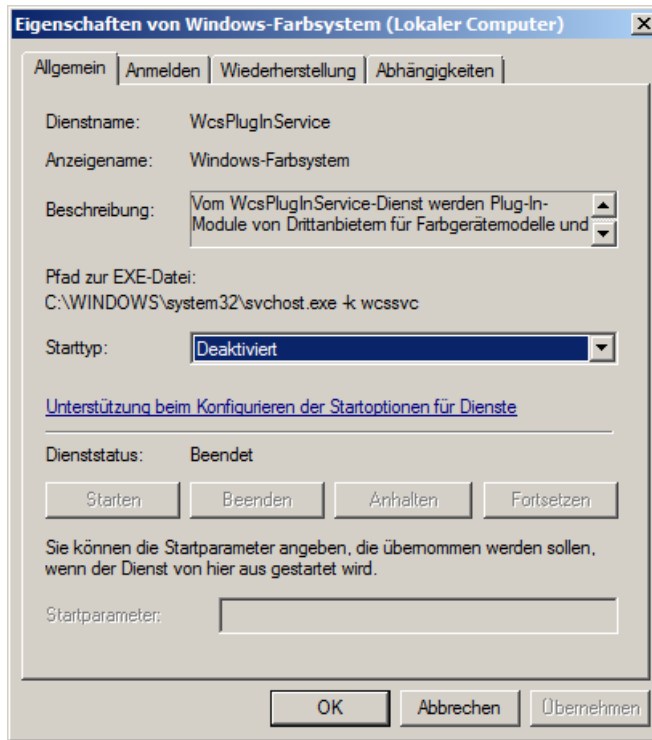 Eigenschaften von Windows-Farbsystem (Lokaler Computer)
Allgemein Anmelden Wiederherstellung Abhängigkeiten
Dienstname: WcsPlugInService
Anzeigename: Windows-Farbsystem
Beschreibung: Vom WcsPlugInService-Dienst werden Plug-In-
Module von Drittanbietern für Farbgerätemodelle und
Pfad zur EXE-Datei:
C:\WINDOWS\system32\svchost.exe -k wcssvc
Starttyp: Deaktiviert
Unterstützung beim Konfigurieren der Startoptionen für Dienste
Dienststatus: Beendet
Starten Beenden Anhalten Fortsetzen
Sie können die Startparameter angeben, die übernommen werden sollen,
wenn der Dienst von hier aus gestartet wird.
Startparameter:
OK Abbrechen Übernehmen